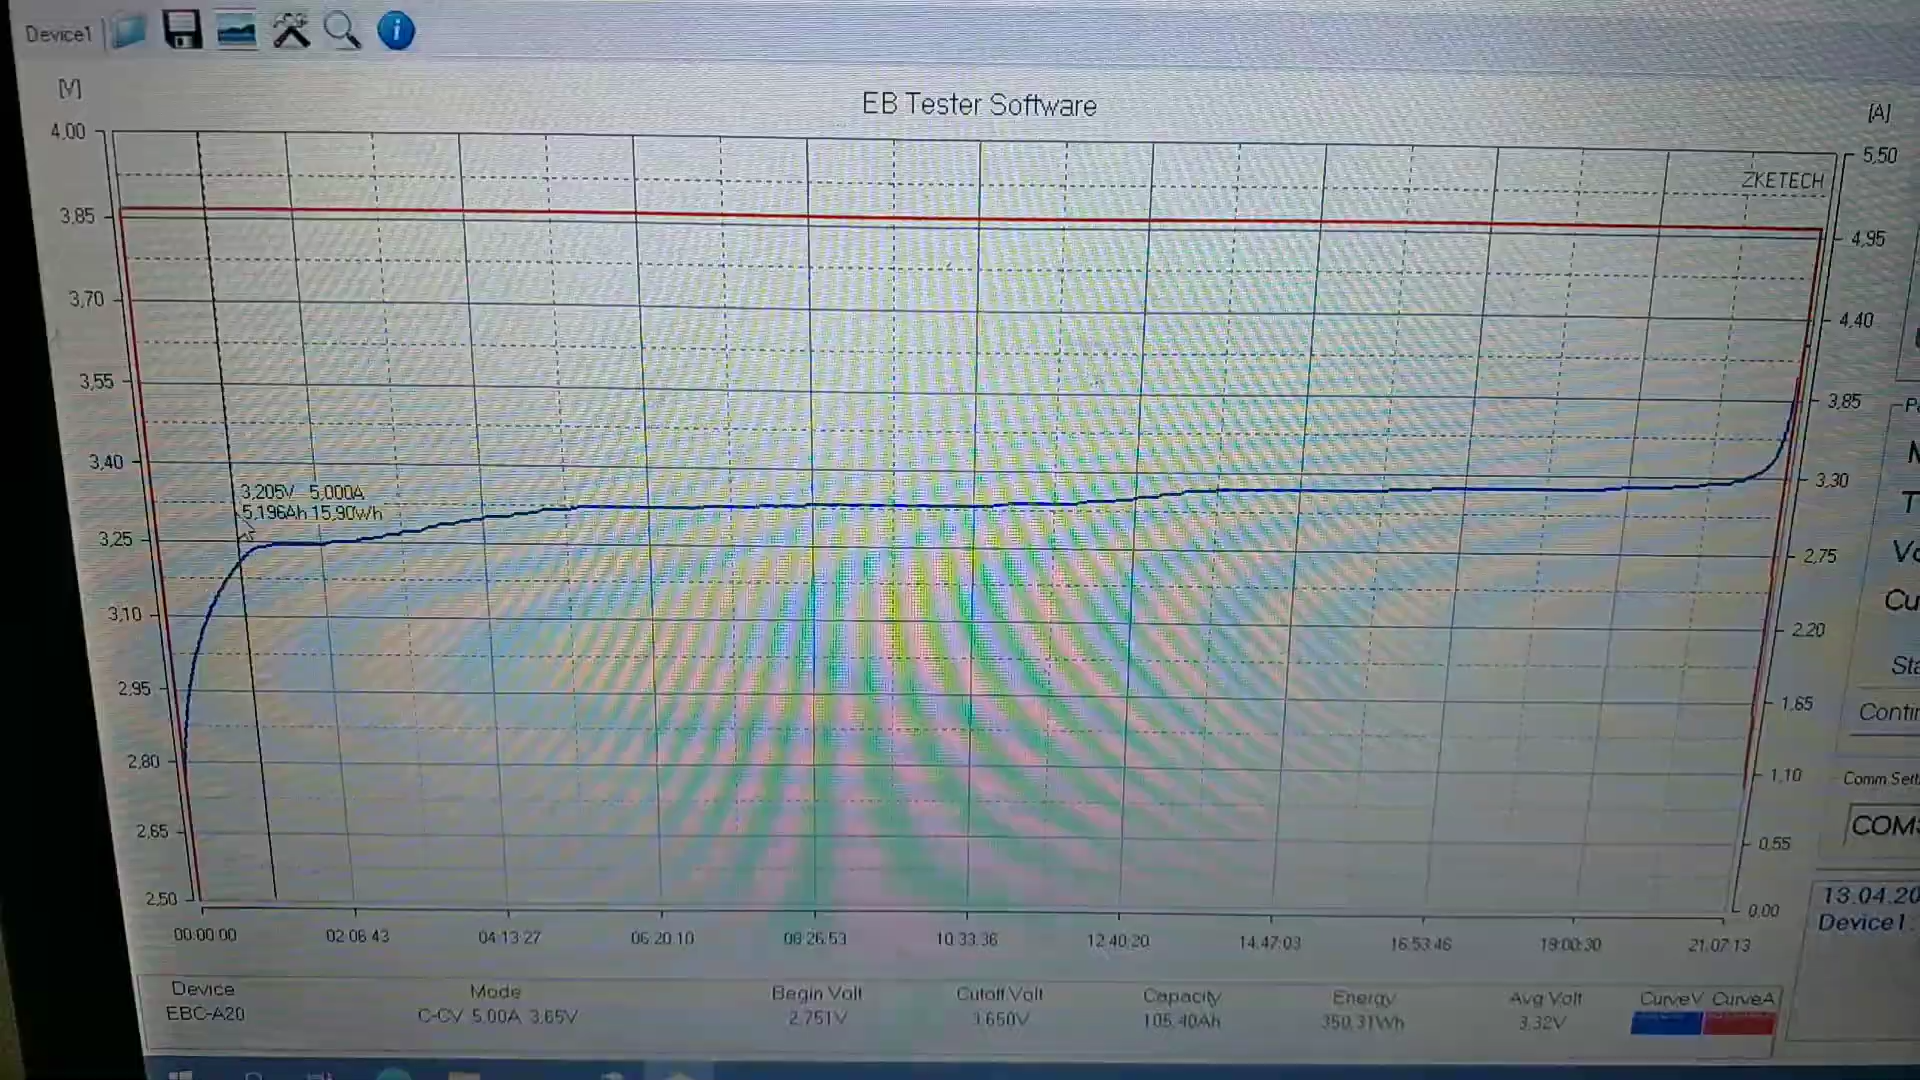 Device1
[V]
EB Tester Software
[A]
4.00
5,50
ZKETECH
3,85
4,95
3,70
4,40
3,55
3,85
3,40
3,30
3,205V 5,000A
5,196Ah 15,90Wh
3,25
2,75
3,10
2,20
2,95
1,65
2,80
1,10
2,65
0,55
2,50
0,00
00:00:00 02:06:43 04:13:27 06:20:10 08:26:53 10:33:36 12:40:20 14:47:03 16:53:46 19:00:30 21:07:13
Comm Sett
COM
13.04.20
Device1:
Device Mode Begin Volt Cutoff Volt Capacity Energy Avg Volt CurveV CurveA
EBC-A20 C-CV 5.00A 3.65V 2.751V 3.650V 105.40Ah 350.31Wh 3.32V